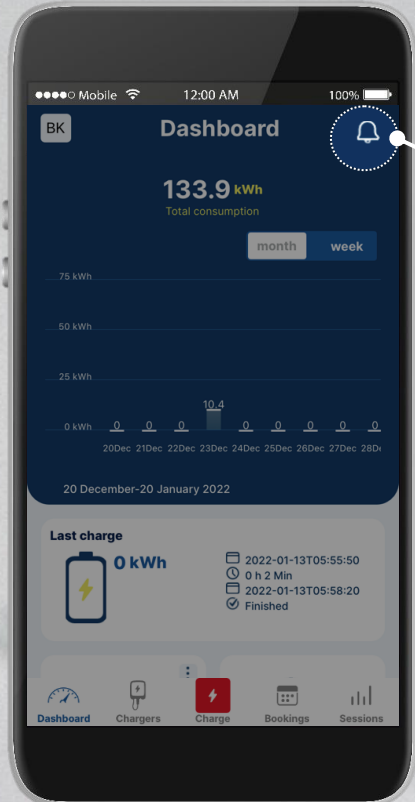 Mobile 12:00 AM 100%
BK Dashboard
133.9 kWh
Total consumption
month week
75 kWh
50 kWh
25 kWh
10.4
0 kWh 0 0 0 0 0 0 0 0
20Dec 21Dec 22Dec 23Dec 24Dec 25Dec 26Dec 27Dec 28D
20 December-20 January 2022
Last charge
0 kWh
2022-01-13T05:55:50
0 h 2 Min
2022-01-13T05:58:20
Finished
Dashboard Chargers Charge Bookings Sessions